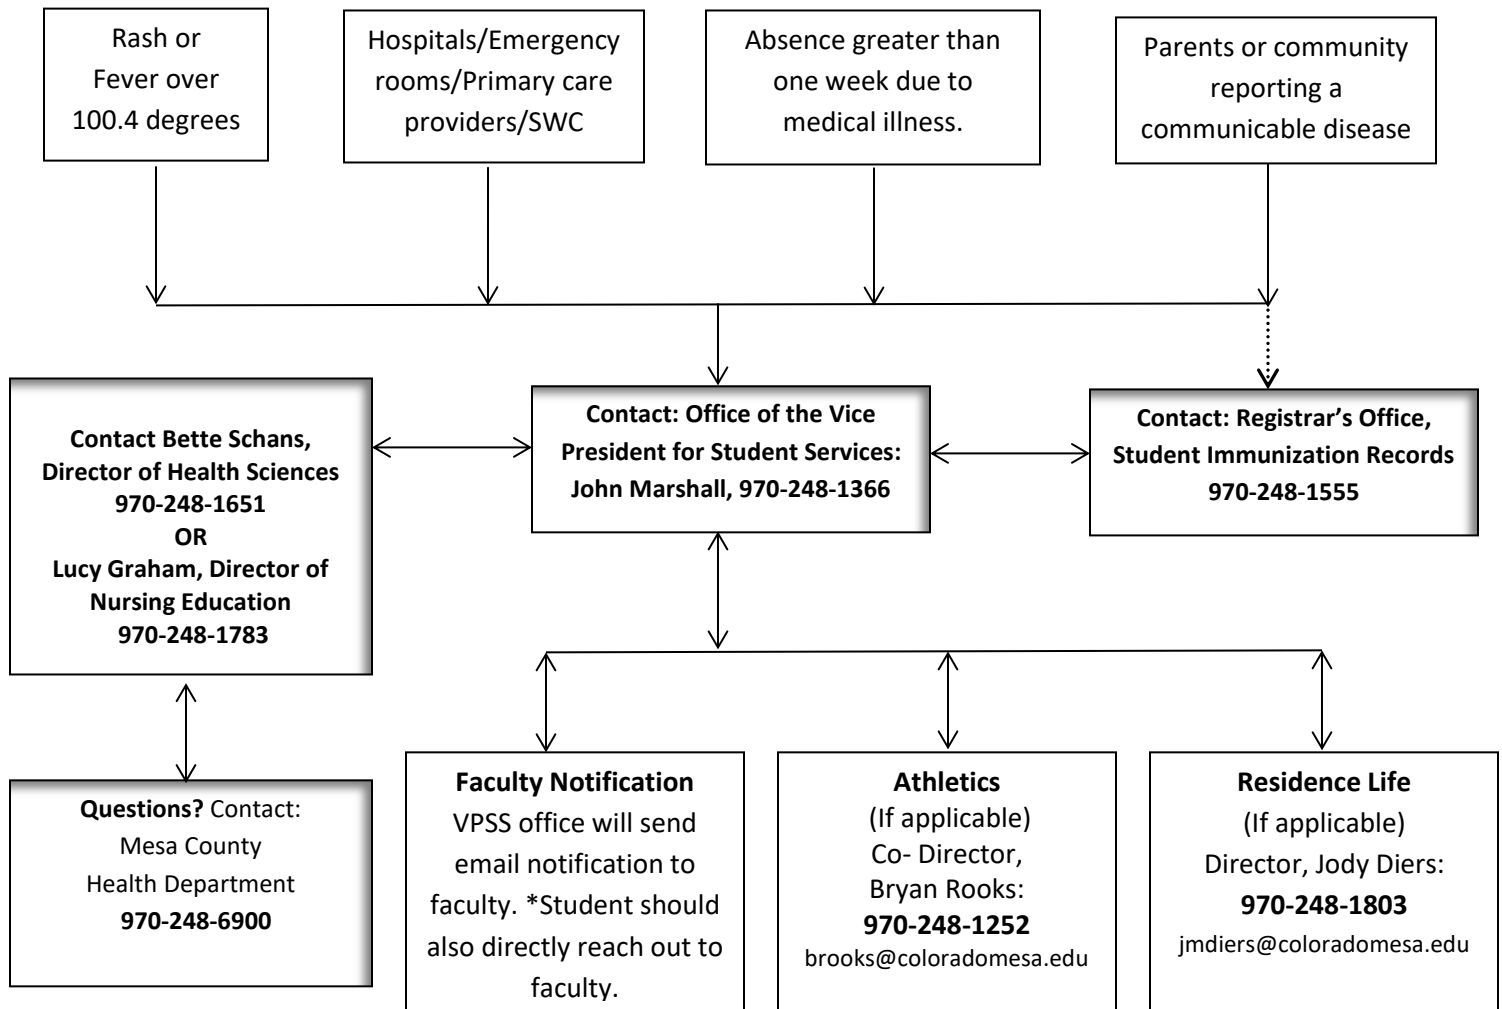 Rash or
Fever over
100.4 degrees
Hospitals/Emergency
rooms/Primary care
providers/SWC
Absence greater than
one week due to
medical illness.
Parents or community
reporting a
communicable disease
Contact Bette Schans,
Director of Health Sciences
970-248-1651
OR
Lucy Graham, Director of
Nursing Education
970-248-1783
Contact: Office of the Vice
President for Student Services:
John Marshall, 970-248-1366
Contact: Registrar’s Office,
Student Immunization Records
970-248-1555
Questions? Contact:
Mesa County
Health Department
970-248-6900
Faculty Notification
VPSS office will send
email notification to
faculty. *Student should
also directly reach out to
faculty.
Athletics
(If applicable)
Co- Director,
Bryan Rooks:
970-248-1252
brooks@coloradomesa.edu
Residence Life
(If applicable)
Director, Jody Diers:
970-248-1803
jmdiers@coloradomesa.edu